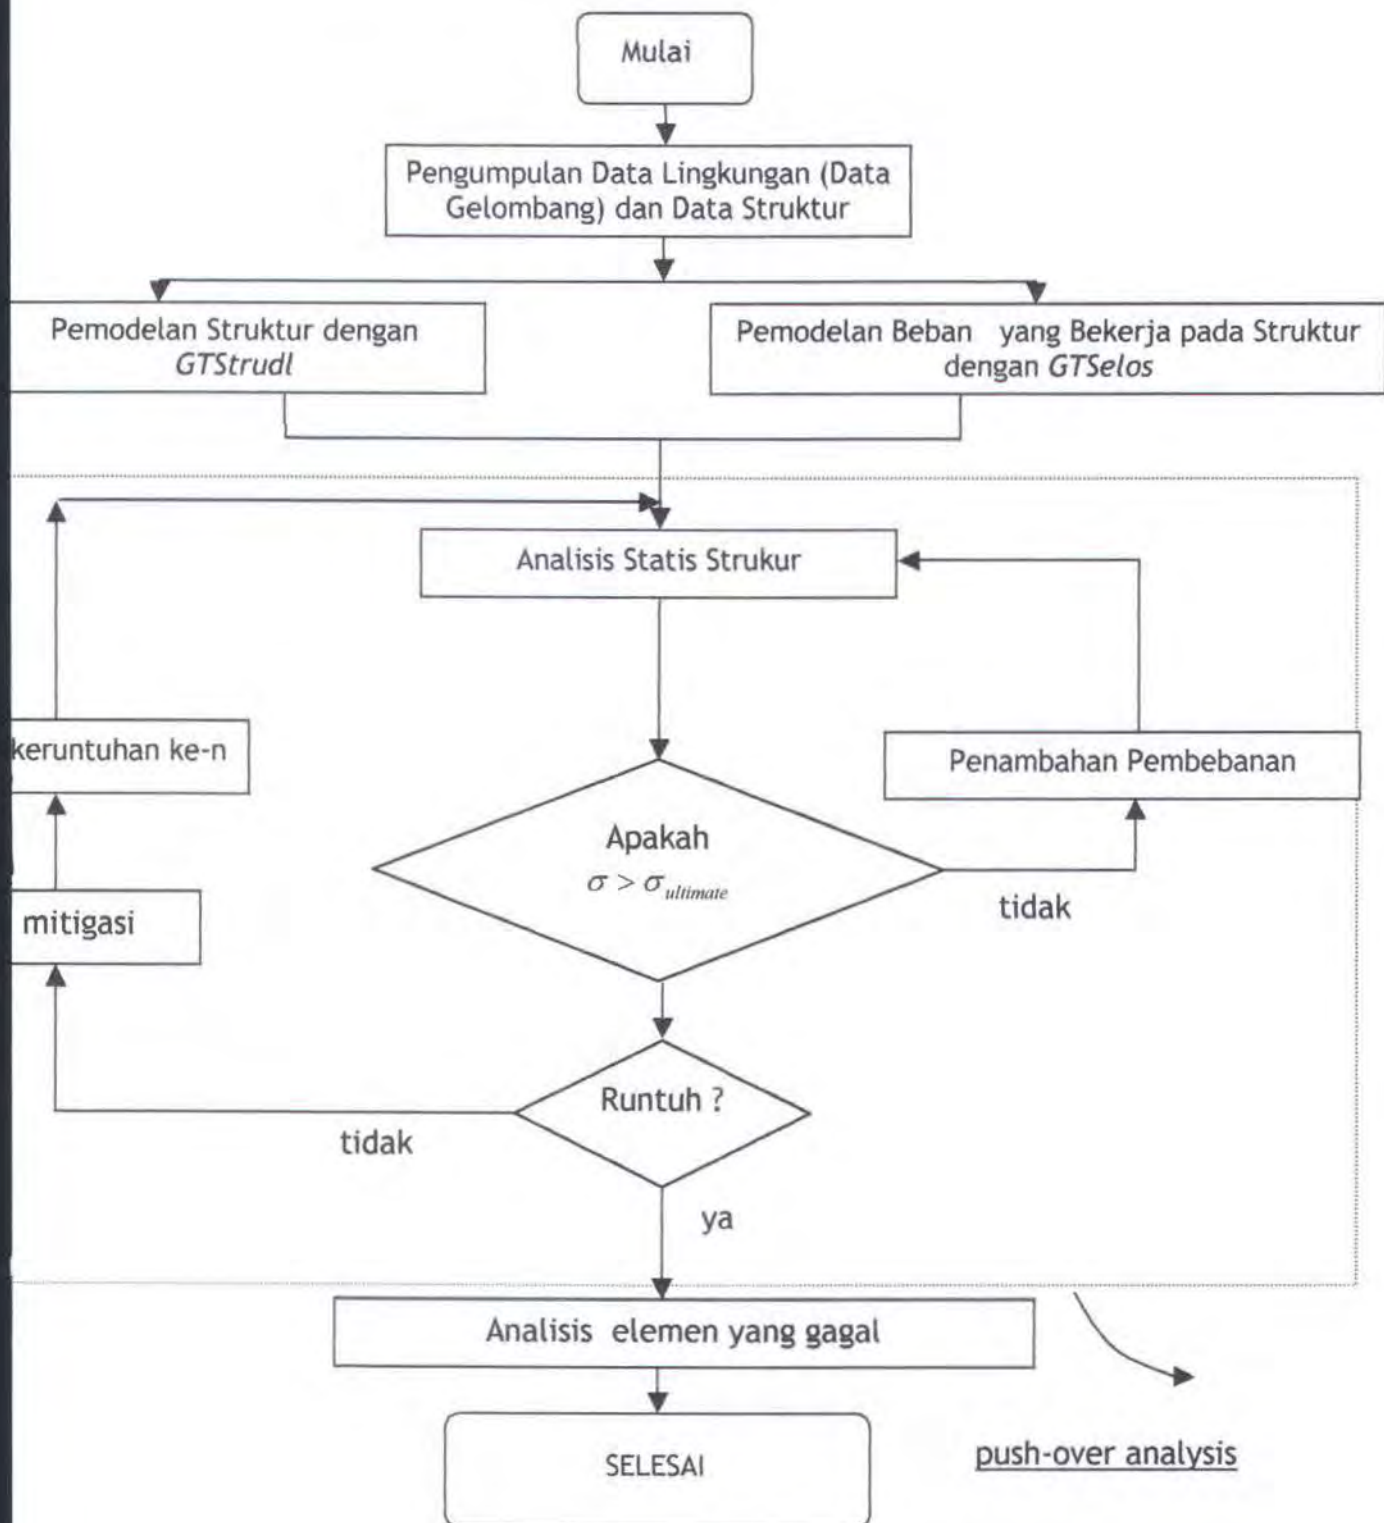 Mulai
Pengumpulan Data Lingkungan (Data
Gelombang) dan Data Struktur
Pemodelan Struktur dengan
GTStrudl
Pemodelan Beban yang Bekerja pada Struktur
dengan GTSelos
Analisis Statis Strukur
keruntuhan ke-n
Penambahan Pembebanan
Apakah
σ > σ ultimate
mitigasi
tidak
Runtuh ?
tidak
ya
Analisis elemen yang gagal
SELESAI
push-over analysis